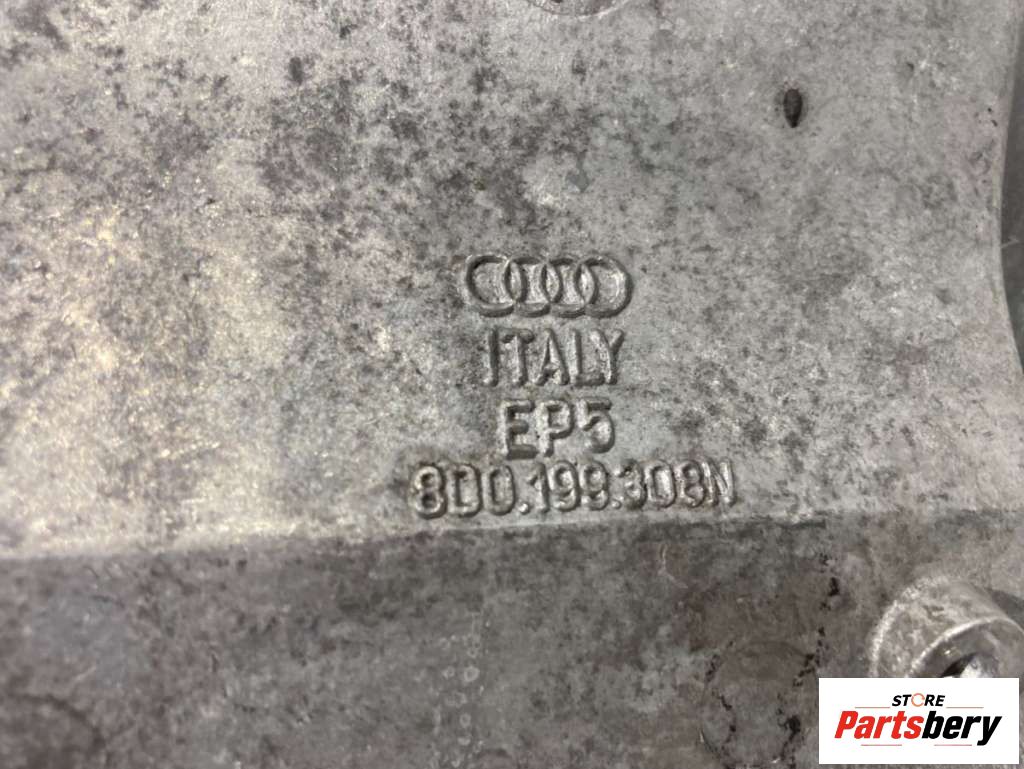 ITALY
EP5
8D0.199.308N
STORE
Partsbery